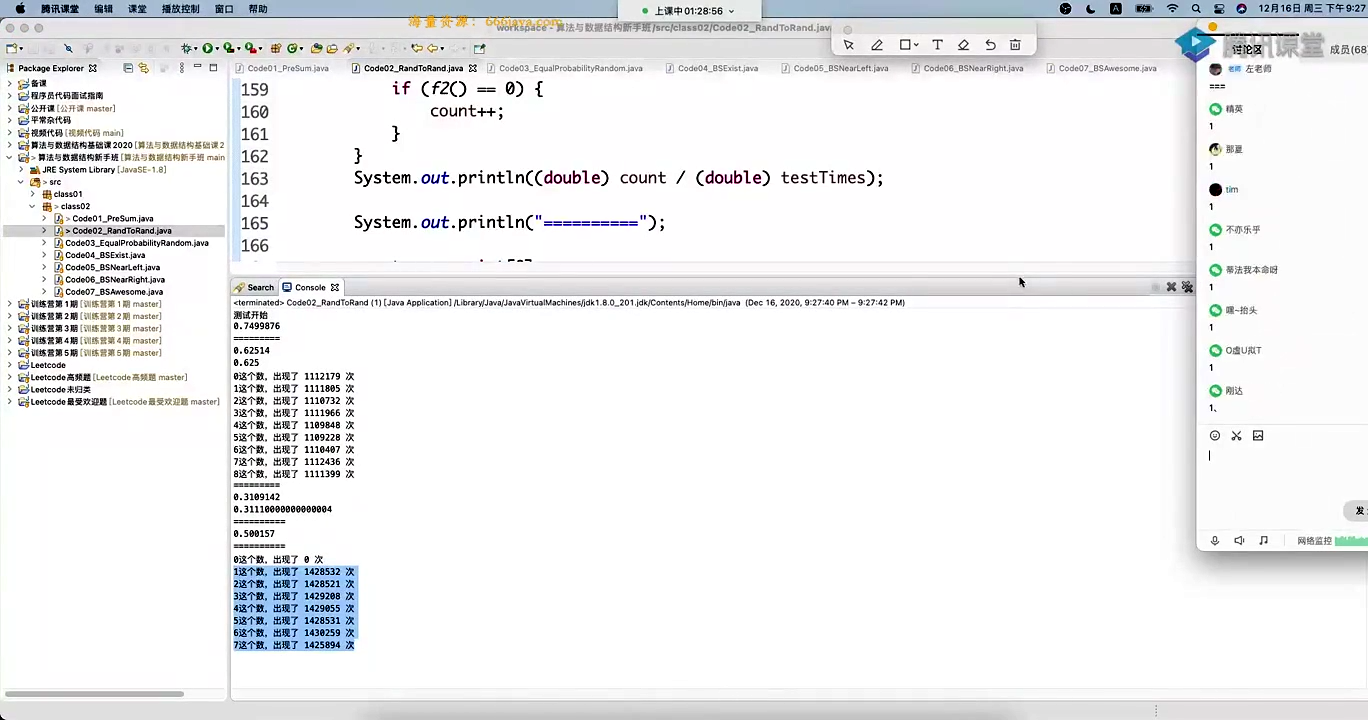 腾讯课堂 编辑 课堂 播放控制 窗口 帮助
上课中 01:28:56
12月16日 周三 下午9:27
海量资源：666java.com
workspace - 算法与数据结构新手班/src/class02/Code02_RandToRand.java
腾讯课堂
讨论区 成员(68
Package Explorer
Code01_PreSum.java Code02_RandToRand.java Code03_EqualProbabilityRandom.java Code04_BSExist.java Code05_BSNearLeft.java Code06_BSNearRight.java Code07_BSAwesome.java
备课
程序员代码面试指南
公开课 [公开课 master]
平常杂代码
视频代码 [视频代码 main]
算法与数据结构基础课2020 [算法与数据结构基础课2
> 算法与数据结构新手班 [算法与数据结构新手班 main
JRE System Library [JavaSE-1.8]
> src
class01
> class02
> Code01_PreSum.java
> Code02_RandToRand.java
Code03_EqualProbabilityRandom.java
Code04_BSExist.java
Code05_BSNearLeft.java
Code06_BSNearRight.java
Code07_BSAwesome.java
训练营第1期 [训练营第1期 master]
训练营第2期 [训练营第2期 master]
训练营第3期 [训练营第3期 master]
训练营第4期 [训练营第4期 master]
训练营第5期 [训练营第5期 master]
Leetcode
Leetcode高频题 [Leetcode高频题 master]
Leetcode未归类
Leetcode最受欢迎题 [Leetcode最受欢迎题 master]
159 if (f2() == 0) {
160 count++;
161 }
162 }
163 System.out.println((double) count / (double) testTimes);
164
165 System.out.println("==========");
166
Search Console
<terminated> Code02_RandToRand (1) [Java Application] /Library/Java/JavaVirtualMachines/jdk1.8.0_201.jdk/Contents/Home/bin/java (Dec 16, 2020, 9:27:40 PM – 9:27:42 PM)
测试开始
0.7499876
=========
0.62514
0.625
0这个数，出现了 1112179 次
1这个数，出现了 1111805 次
2这个数，出现了 1110732 次
3这个数，出现了 1111966 次
4这个数，出现了 1109848 次
5这个数，出现了 1109228 次
6这个数，出现了 1110407 次
7这个数，出现了 1112436 次
8这个数，出现了 1111399 次
=========
0.3109142
0.31110000000000004
==========
0.500157
==========
0这个数，出现了 0 次
1这个数，出现了 1428532 次
2这个数，出现了 1428521 次
3这个数，出现了 1429208 次
4这个数，出现了 1429055 次
5这个数，出现了 1428531 次
6这个数，出现了 1430259 次
7这个数，出现了 1425894 次
老师 左老师
===
精英
1
那夏
1
tim
1
不亦乐乎
1
蒂法我本命呀
1
嘿~抬头
1
O虚U拟T
1
刚达
1、
发
网络监控